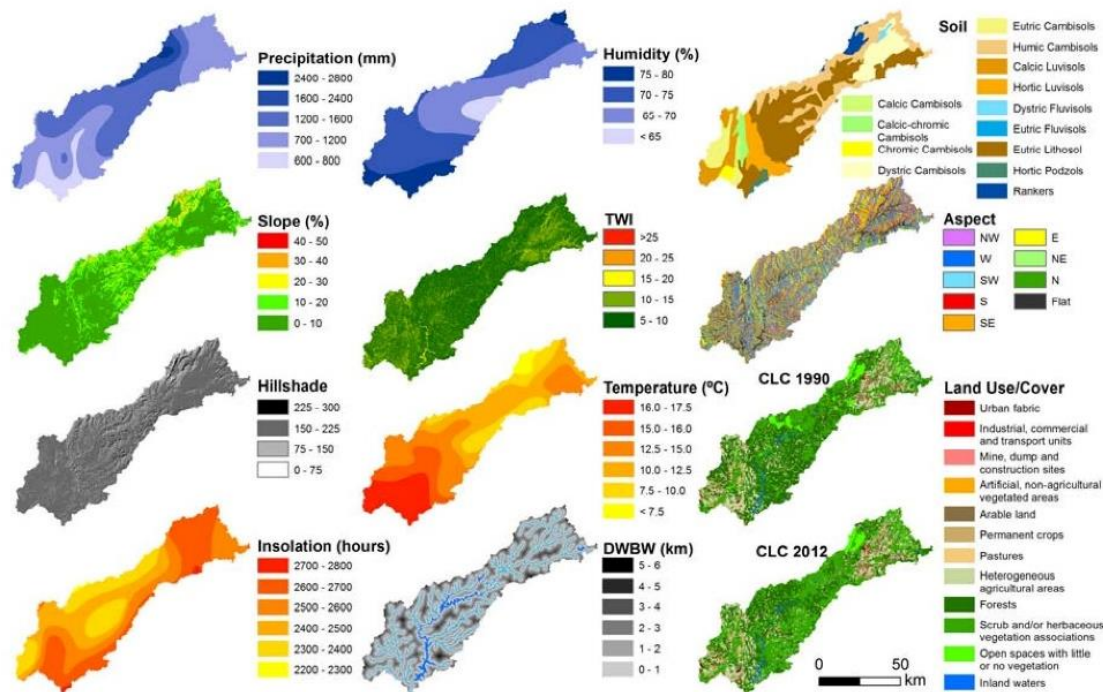 Precipitation (mm)
2400 - 2800
1600 - 2400
1200 - 1600
700 - 1200
600 - 800
Humidity (%)
75 - 80
70 - 75
65 - 70
< 65
Soil
Calcic Cambisols
Calcic-chromic
Cambisols
Chromic Cambisols
Dystric Cambisols
Eutric Cambisols
Humic Cambisols
Calcic Luvisols
Hortic Luvisols
Dystric Fluvisols
Eutric Fluvisols
Eutric Lithosol
Hortic Podzols
Rankers
Slope (%)
40 - 50
30 - 40
20 - 30
10 - 20
0 - 10
TWI
>25
20 - 25
15 - 20
10 - 15
5 - 10
Aspect
NW
W
SW
S
SE
E
NE
N
Flat
Hillshade
225 - 300
150 - 225
75 - 150
0 - 75
Temperature (ºC)
16.0 - 17.5
15.0 - 16.0
12.5 - 15.0
10.0 - 12.5
7.5 - 10.0
< 7.5
CLC 1990
Land Use/Cover
Urban fabric
Industrial, commercial
and transport units
Mine, dump and
construction sites
Artificial, non-agricultural
vegetated areas
Arable land
Permanent crops
Pastures
Heterogeneous
agricultural areas
Forests
Scrub and/or herbaceous
vegetation associations
Open spaces with little
or no vegetation
Inland waters
Insolation (hours)
2700 - 2800
2600 - 2700
2500 - 2600
2400 - 2500
2300 - 2400
2200 - 2300
DWBW (km)
5 - 6
4 - 5
3 - 4
2 - 3
1 - 2
0 - 1
CLC 2012
0 50
km